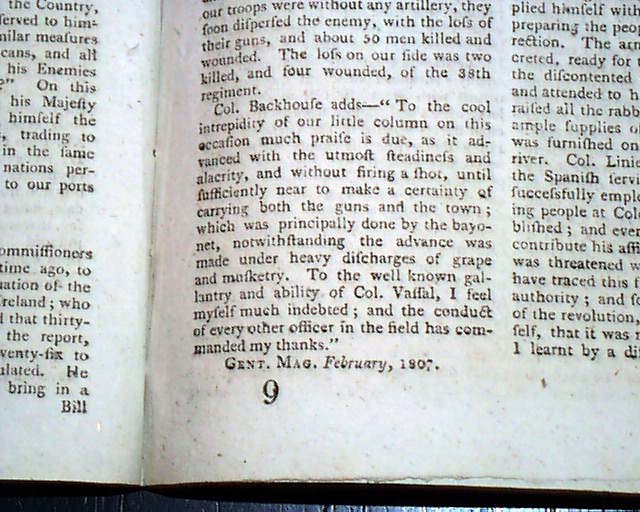 the Country,
served to him-
milar measures
cans, and all
his Enemies
?" On this
his Majesty
himself the
, trading to
in the same
nations per-
to our ports
ommissioners
time ago, to
uation of the
Ireland; who
d that thirty-
the report,
venty-six to
ulated. He
bring in a
Bill
our troops were without any artillery, they
soon dispersed the enemy, with the loss of
their guns, and about 50 men killed and
wounded. The loss on our side was two
killed, and four wounded, of the 38th
regiment.
Col. Backhouse adds—“To the cool
intrepidity of our little column on this
occasion much praise is due, as it ad-
vanced with the utmost steadiness and
alacrity, and without firing a shot, until
sufficiently near to make a certainty of
carrying both the guns and the town;
which was principally done by the bayo-
net, notwithstanding the advance was
made under heavy discharges of grape
and musketry. To the well known gal-
lantry and ability of Col. Vassal, I feel
myself much indebted; and the conduct
of every other officer in the field has com-
manded my thanks.”
GENT. MAG. February, 1807.
9
plied himself with
preparing the peop
rection. The
creted, ready for t
the discontented
and attended to h
raised all the rabb
ample supplies o
was furnished on
river. Col. Linie
the Spanish servi
successfully emplo
ing people at Col
blished; and ever
contribute his assi
was threatened w
have traced this f
authority; and f
of the revolution,
self, that it was n
I learnt by a di